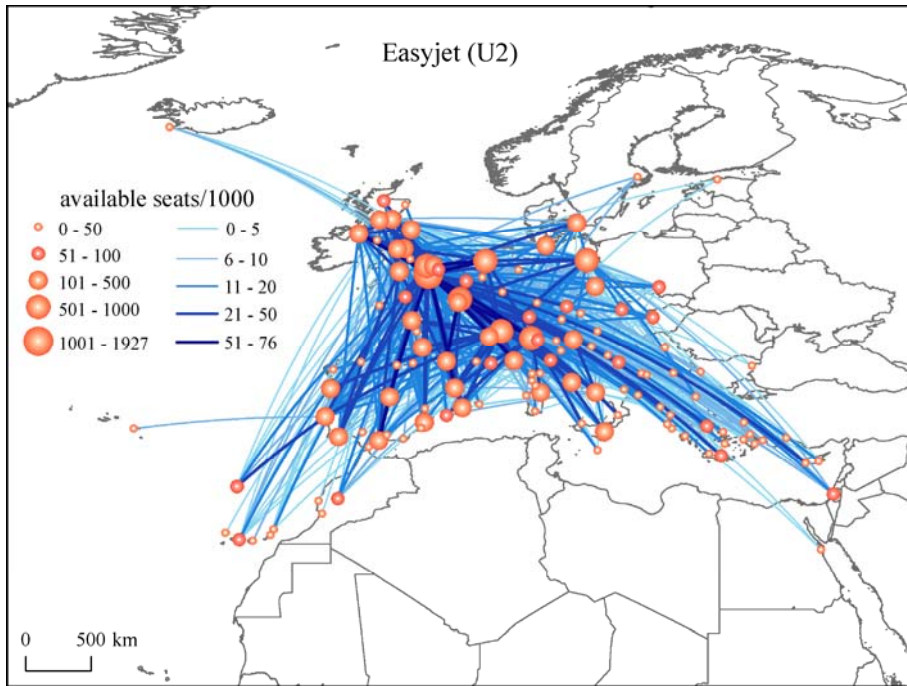 Easyjet (U2)
available seats/1000
0 - 50
0 - 5
51 - 100
6 - 10
101 - 500
11 - 20
501 - 1000
21 - 50
1001 - 1927
51 - 76
0 500 km